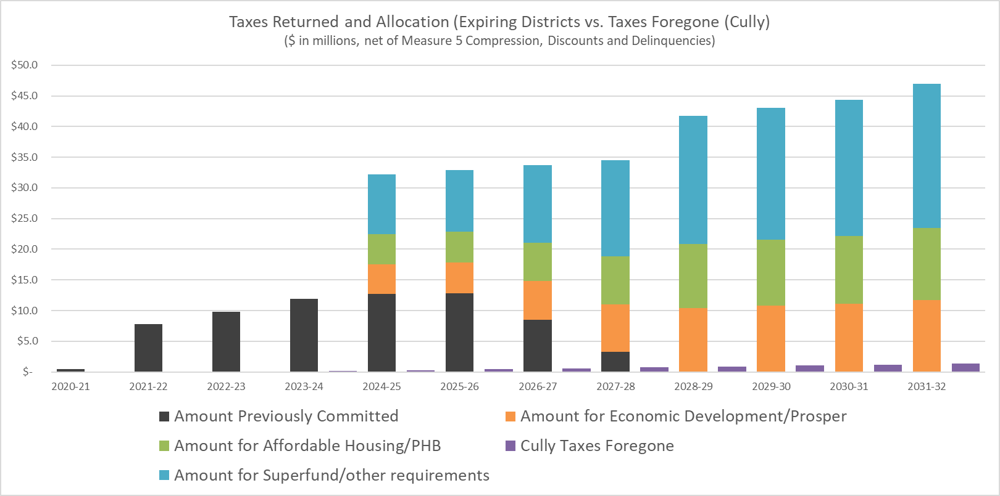 Taxes Returned and Allocation (Expiring Districts vs. Taxes Foregone (Cully)
($ in millions, net of Measure 5 Compression, Discounts and Delinquencies)
$50.0
$45.0
$40.0
$35.0
$30.0
$25.0
$20.0
$15.0
$10.0
$5.0
$-
2020-21 2021-22 2022-23 2023-24 2024-25 2025-26 2026-27 2027-28 2028-29 2029-30 2030-31 2031-32
Amount Previously Committed Amount for Economic Development/Prosper
Amount for Affordable Housing/PHB Cully Taxes Foregone
Amount for Superfund/other requirements